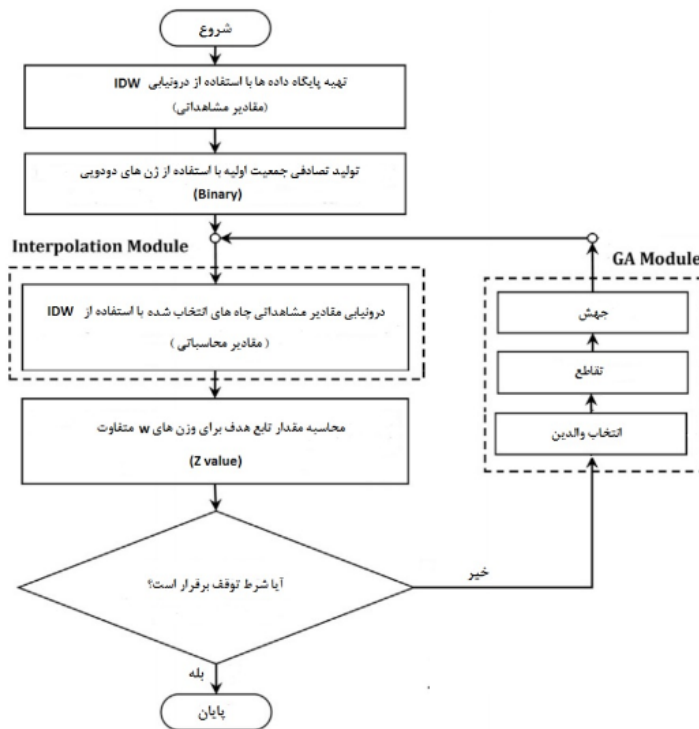 شروع
تهیه پایگاه داده ها با استفاده از درونیابی IDW
(مقادیر مشاهداتی)
تولید تصادفی جمعیت اولیه با استفاده از ژن های دودویی
(Binary)
Interpolation Module
درونیابی مقادیر مشاهداتی چاه های انتخاب شده با استفاده از IDW
( مقادیر محاسباتی )
محاسبه مقدار تابع هدف برای وزن های w متفاوت
(Z value)
آیا شرط توقف برقرار است؟
خیر
بله
پایان
GA Module
جهش
تقاطع
انتخاب والدین